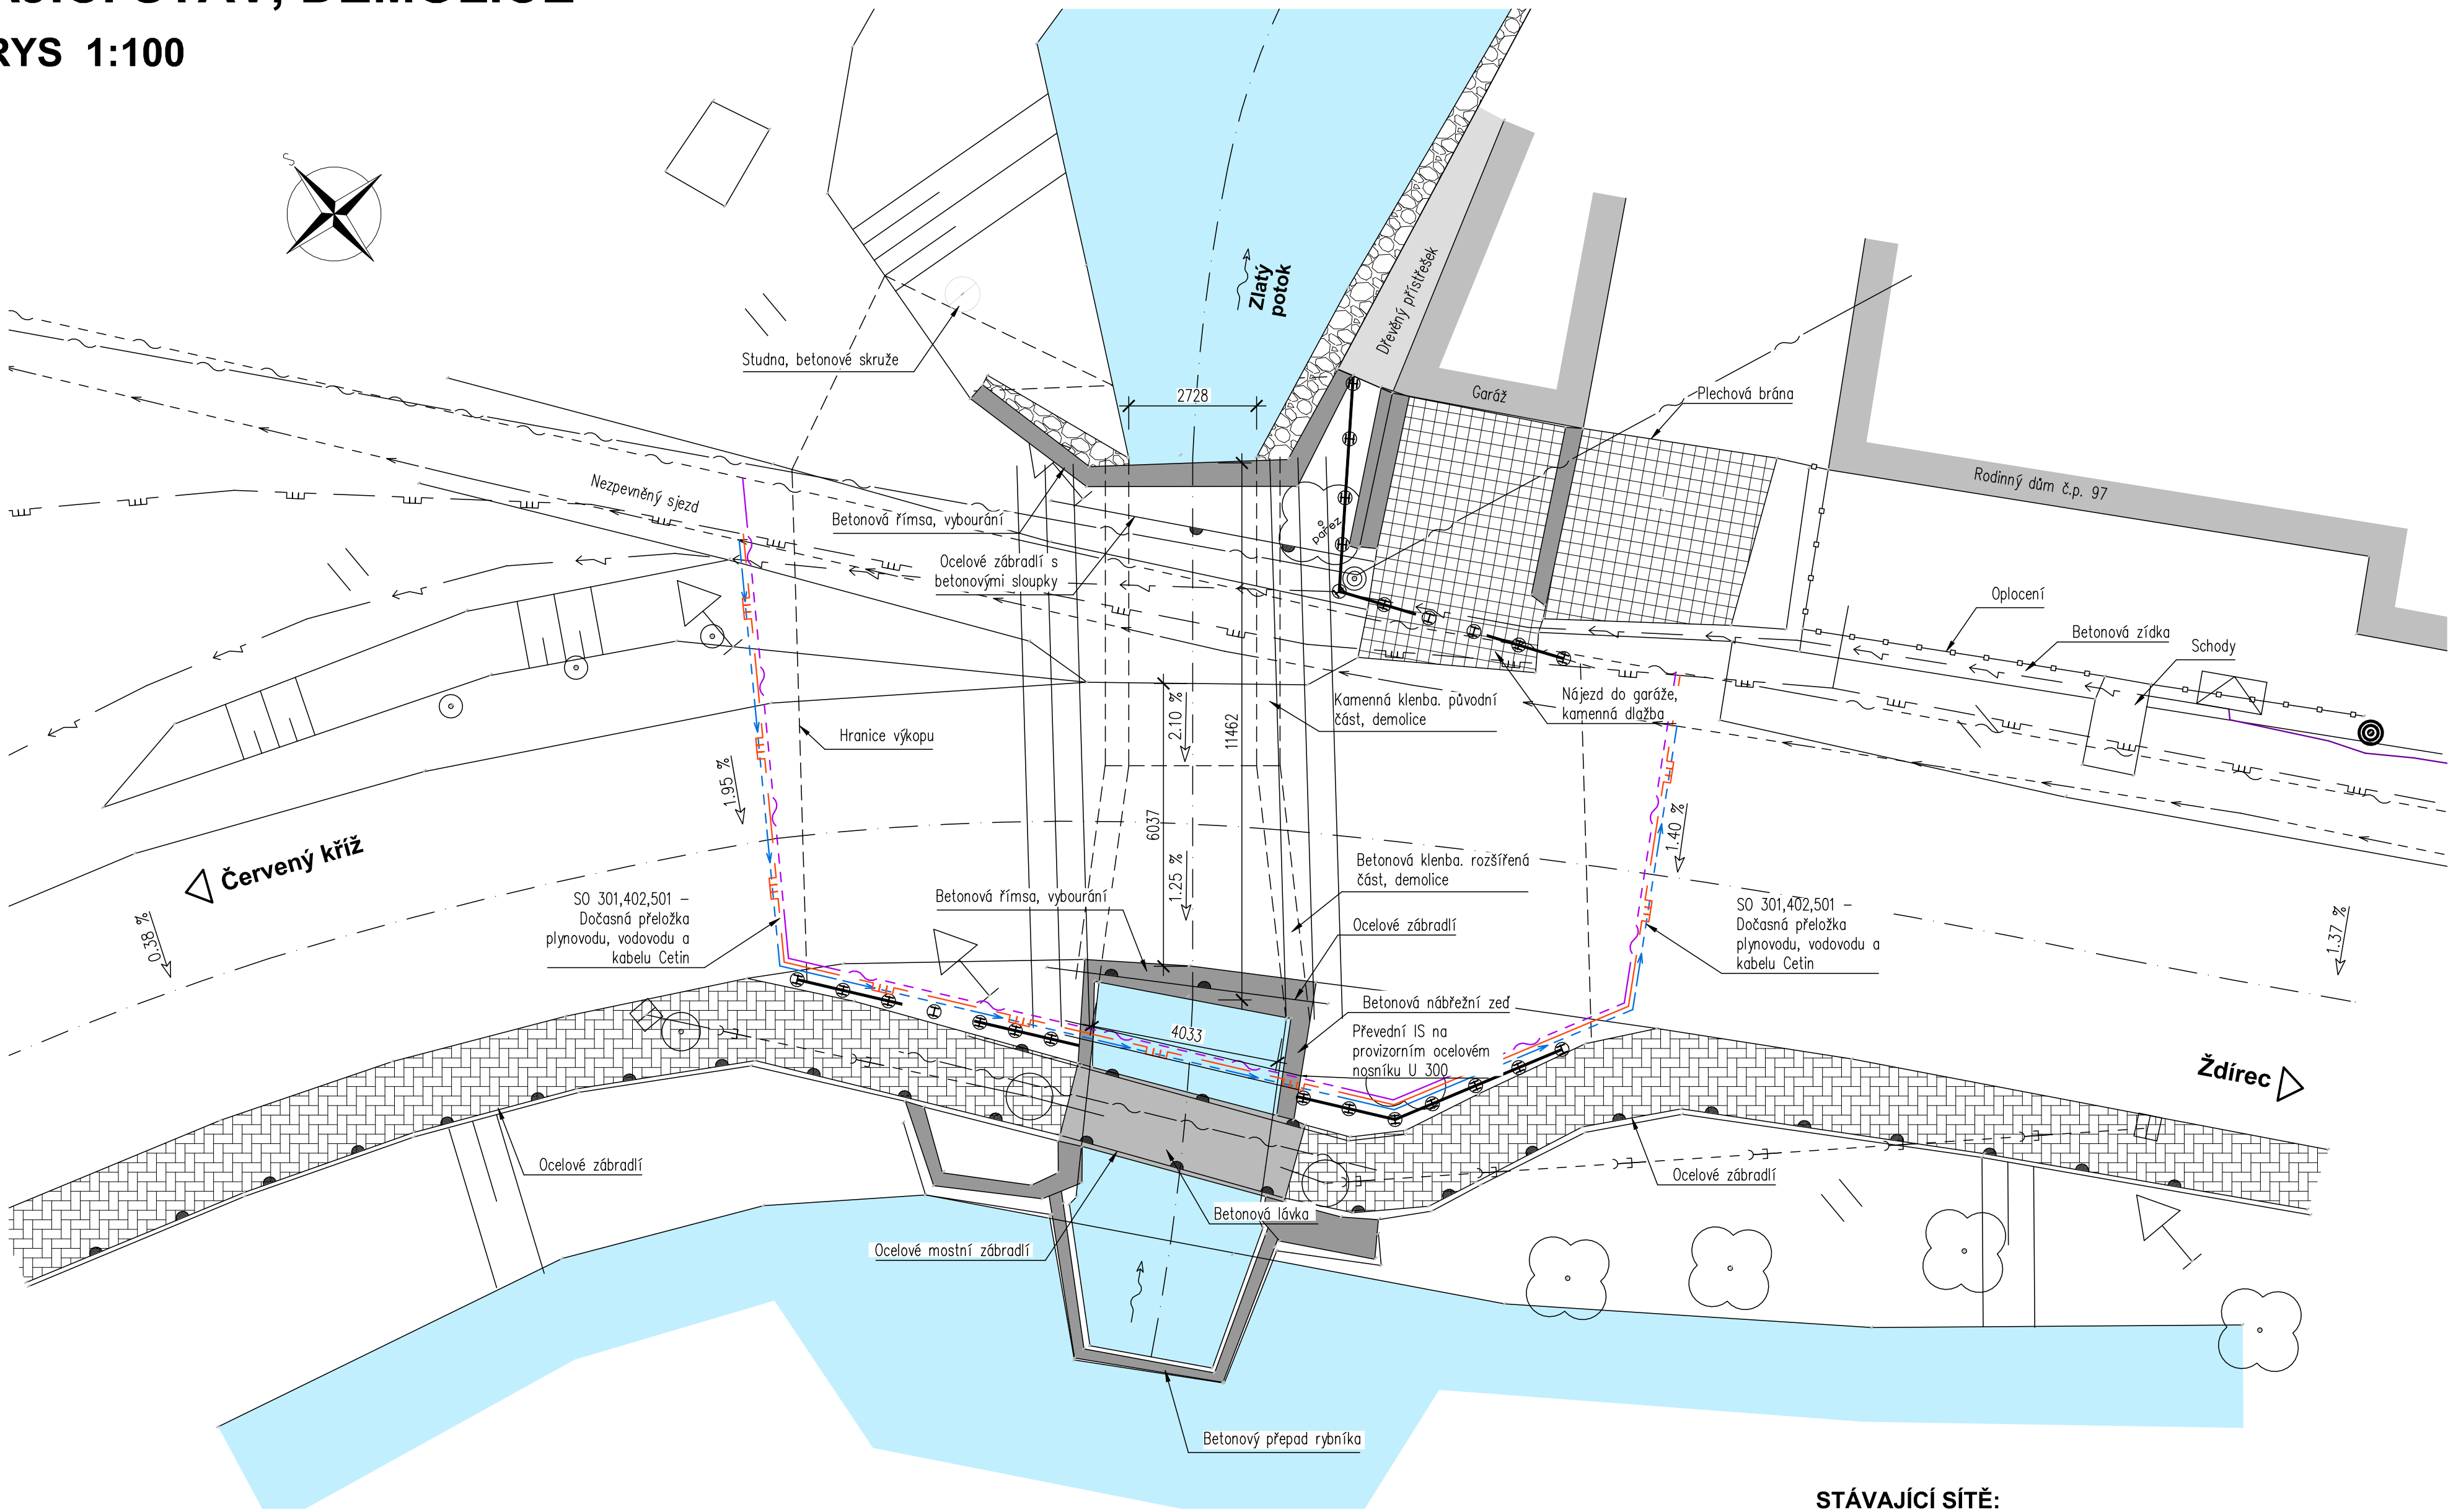 RYS 1:100
S
Zlatý
potok
Dřevěný přístřešek
Studna, betonové skruže
2728
Garáž
Plechová brána
Rodinný dům č.p. 97
Nezpevněný sjezd
Betonová římsa, vybourání
Pařez
Ocelové zábradlí s
betonovými sloupky
Oplocení
Betonová zídka
Schody
Hranice výkopu
2.10 %
11462
Kamenná klenba. původní
část, demolice
Nájezd do garáže,
kamenná dlažba
1.95 %
6037
1.40 %
Červený kříž
0.38 %
SO 301,402,501 –
Dočasná přeložka
plynovodu, vodovodu a
kabelu Cetin
Betonová římsa, vybourání
1.25 %
Betonová klenba. rozšířená
část, demolice
Ocelové zábradlí
SO 301,402,501 –
Dočasná přeložka
plynovodu, vodovodu a
kabelu Cetin
1.37 %
Betonová nábřežní zeď
4033
Převední IS na
provizorním ocelovém
nosníku U 300
Ždírec
Ocelové zábradlí
Ocelové zábradlí
Betonová lávka
Ocelové mostní zábradlí
Betonový přepad rybníka
STÁVAJÍCÍ SÍTĚ: